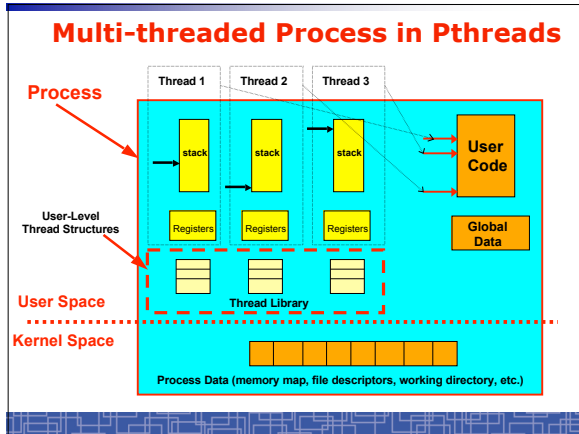 Multi-threaded Process in Pthreads
Thread 1
Thread 2
Thread 3
Process
stack
stack
stack
User
Code
User-Level
Thread Structures
Registers
Registers
Registers
Global
Data
Thread Library
User Space
Kernel Space
Process Data (memory map, file descriptors, working directory, etc.)